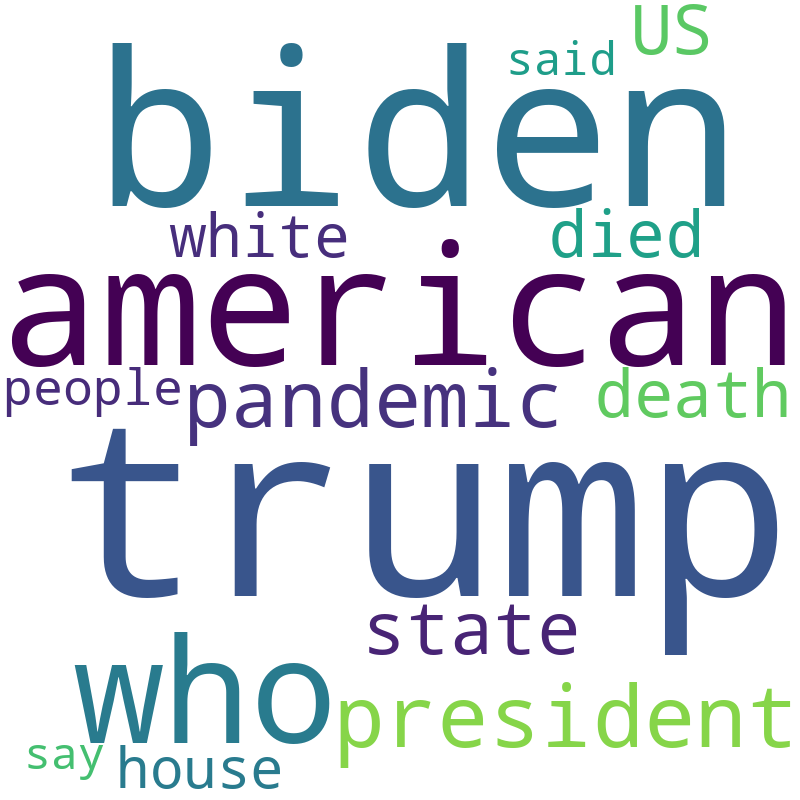 US
said
biden
white died
american
people pandemic death
trump
state
who
president
say
house